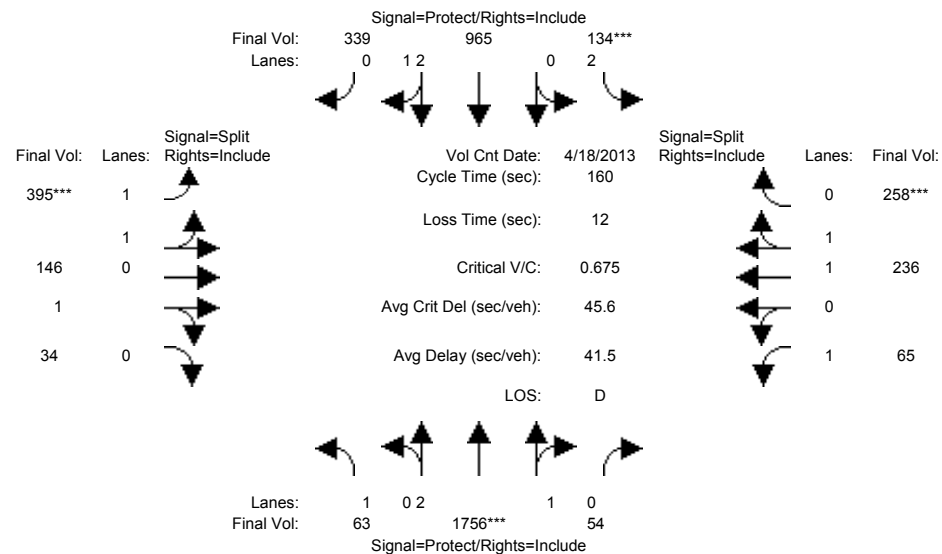 Signal=Protect/Rights=Include
Final Vol: 339 965 134***
Lanes: 0 1 2 0 2
Signal=Split Signal=Split
Final Vol: Lanes: Rights=Include Vol Cnt Date: 4/18/2013 Rights=Include Lanes: Final Vol:
Cycle Time (sec): 160
395*** 1 0 258***
Loss Time (sec): 12
1 1
146 0 Critical V/C: 0.675 1 236
1 Avg Crit Del (sec/veh): 45.6 0
34 0 Avg Delay (sec/veh): 41.5 1 65
LOS: D
Lanes: 1 0 2 1 0
Final Vol: 63 1756*** 54
Signal=Protect/Rights=Include